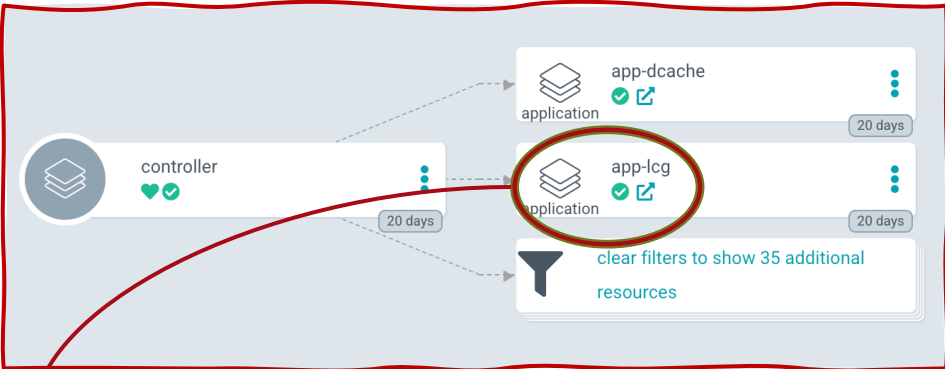 app-dcache
application
20 days
controller
20 days
app-lcg
application
20 days
clear filters to show 35 additional
resources